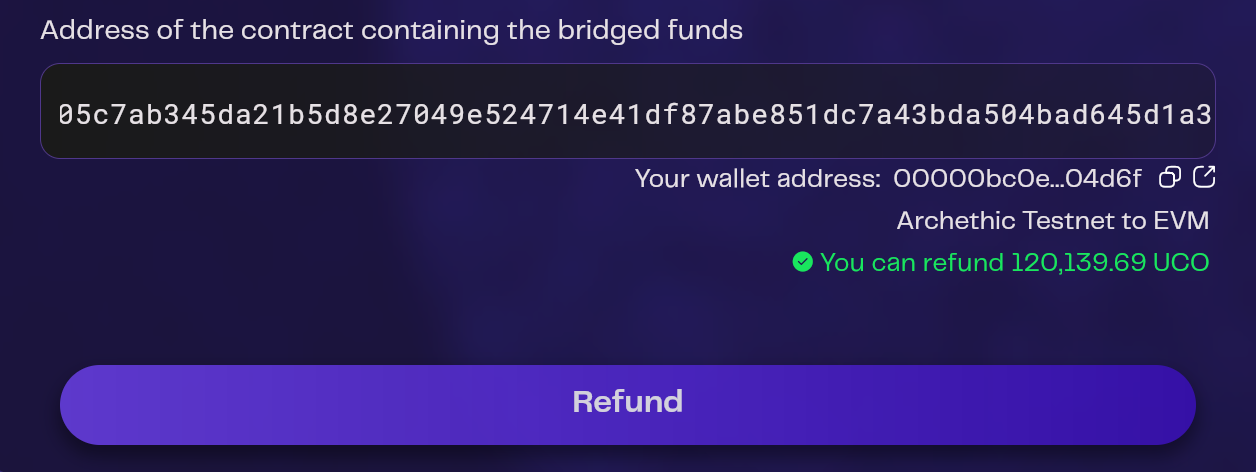 Address of the contract containing the bridged funds
05c7ab345da21b5d8e27049e524714e41df87abe851dc7a43bda504bad645d1a3
Your wallet address: 00000bc0e...04d6f
Archethic Testnet to EVM
You can refund 120,139.69 UCO
Refund